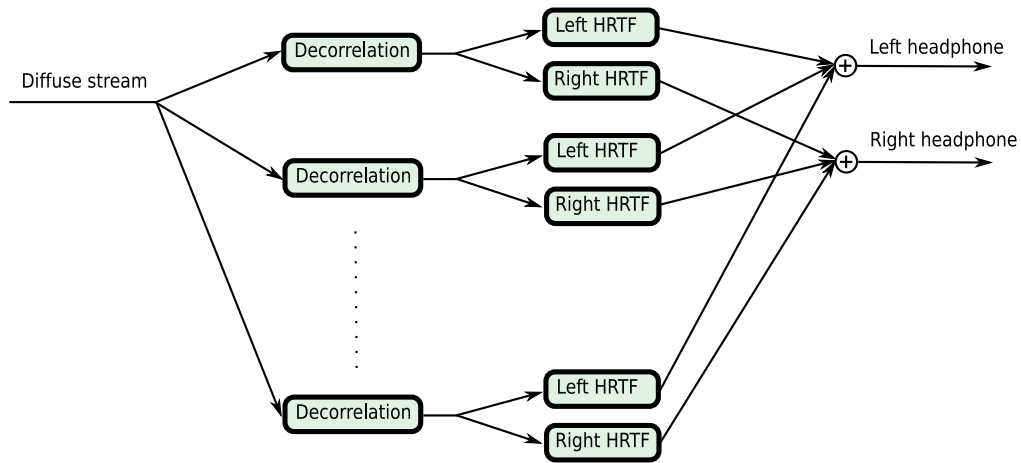 Diffuse stream
Decorrelation
Left HRTF
Right HRTF
Left headphone
Right headphone
Decorrelation
Left HRTF
Right HRTF
Decorrelation
Left HRTF
Right HRTF